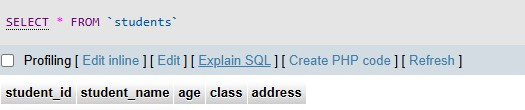 SELECT * FROM `students`
Profiling [ Edit inline ] [ Edit ] [ Explain SQL ] [ Create PHP code ] [ Refresh ]
student_id student_name age class address